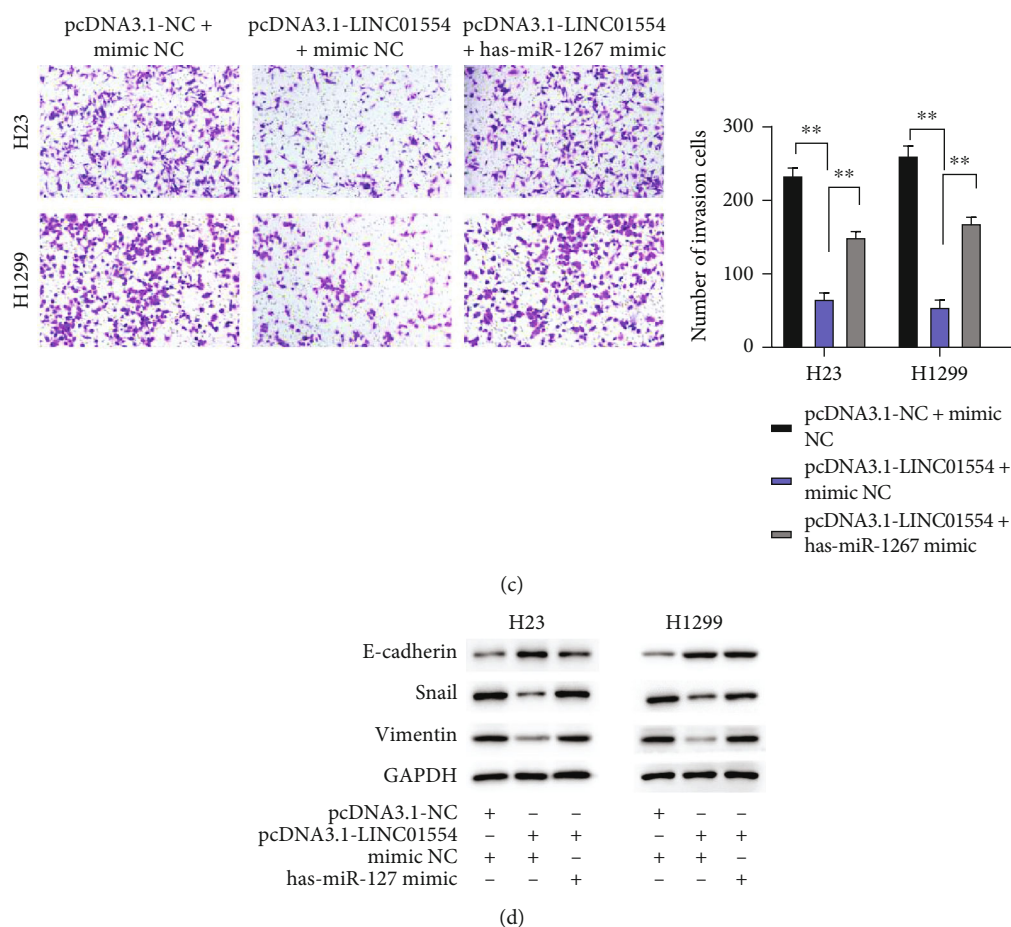 pcDNA3.1-NC +
mimic NC
pcDNA3.1-LINC01554
+ mimic NC
pcDNA3.1-LINC01554
+ has-miR-1267 mimic
H23
H1299
Number of invasion cells
300
200
100
0
**
**
**
**
H23
H1299
pcDNA3.1-NC + mimic
NC
pcDNA3.1-LINC01554 +
mimic NC
pcDNA3.1-LINC01554 +
has-miR-1267 mimic
(c)
H23 H1299
E-cadherin
Snail
Vimentin
GAPDH
pcDNA3.1-NC + – – + – –
pcDNA3.1-LINC01554 – + + – + +
mimic NC + + – + + –
has-miR-127 mimic – – + – – +
(d)